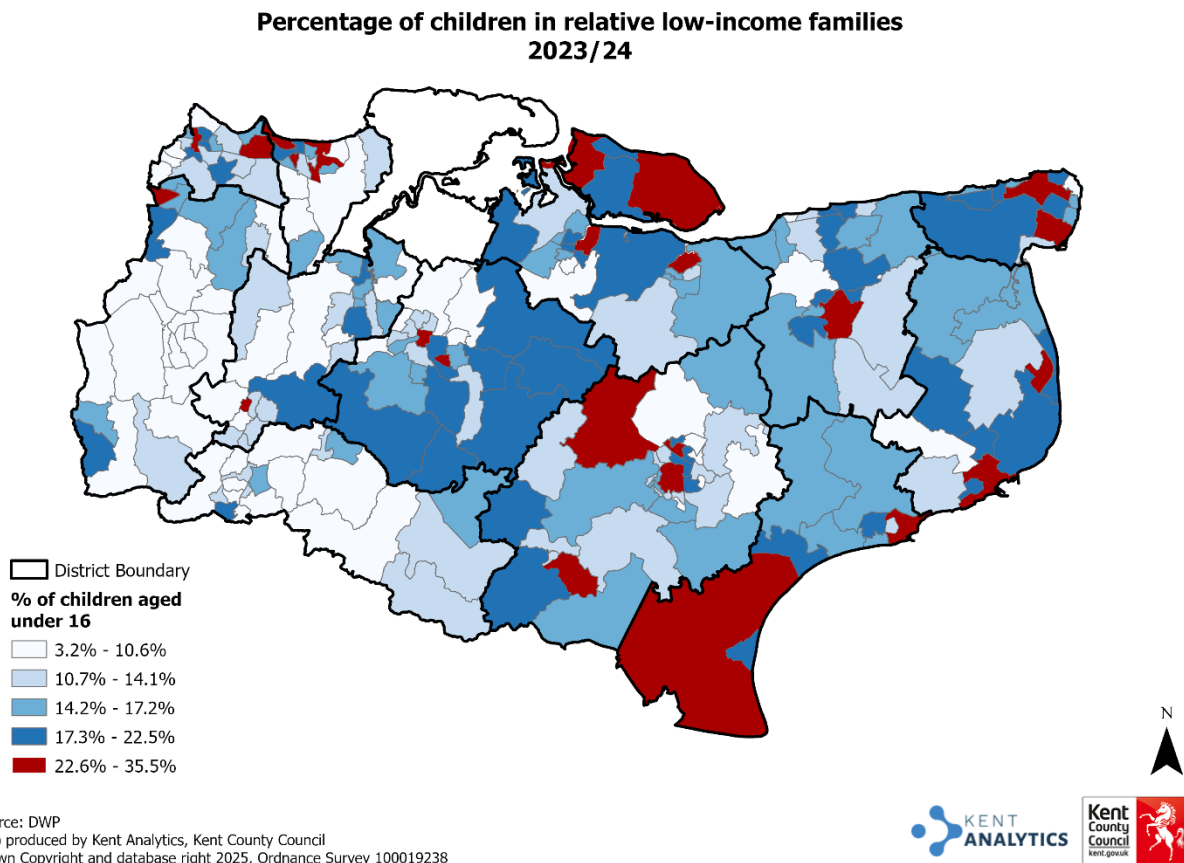 Percentage of children in relative low-income families
2023/24
District Boundary
% of children aged
under 16
3.2% - 10.6%
10.7% - 14.1%
14.2% - 17.2%
17.3% - 22.5%
22.6% - 35.5%
N
rce: DWP
produced by Kent Analytics, Kent County Council
wn Copyright and database right 2025. Ordnance Survey 100019238
KENT
ANALYTICS
Kent
County
Council
kent.gov.uk